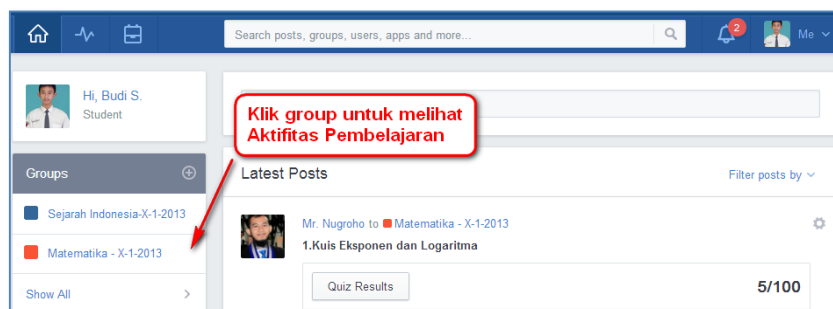 Search posts, groups, users, apps and more...
2
Me
Hi, Budi S.
Student
Klik group untuk melihat
Aktifitas Pembelajaran
Groups
Sejarah Indonesia-X-1-2013
Matematika - X-1-2013
Show All
Latest Posts
Filter posts by
Mr. Nugroho to Matematika - X-1-2013
1.Kuis Eksponen dan Logaritma
Quiz Results
5/100